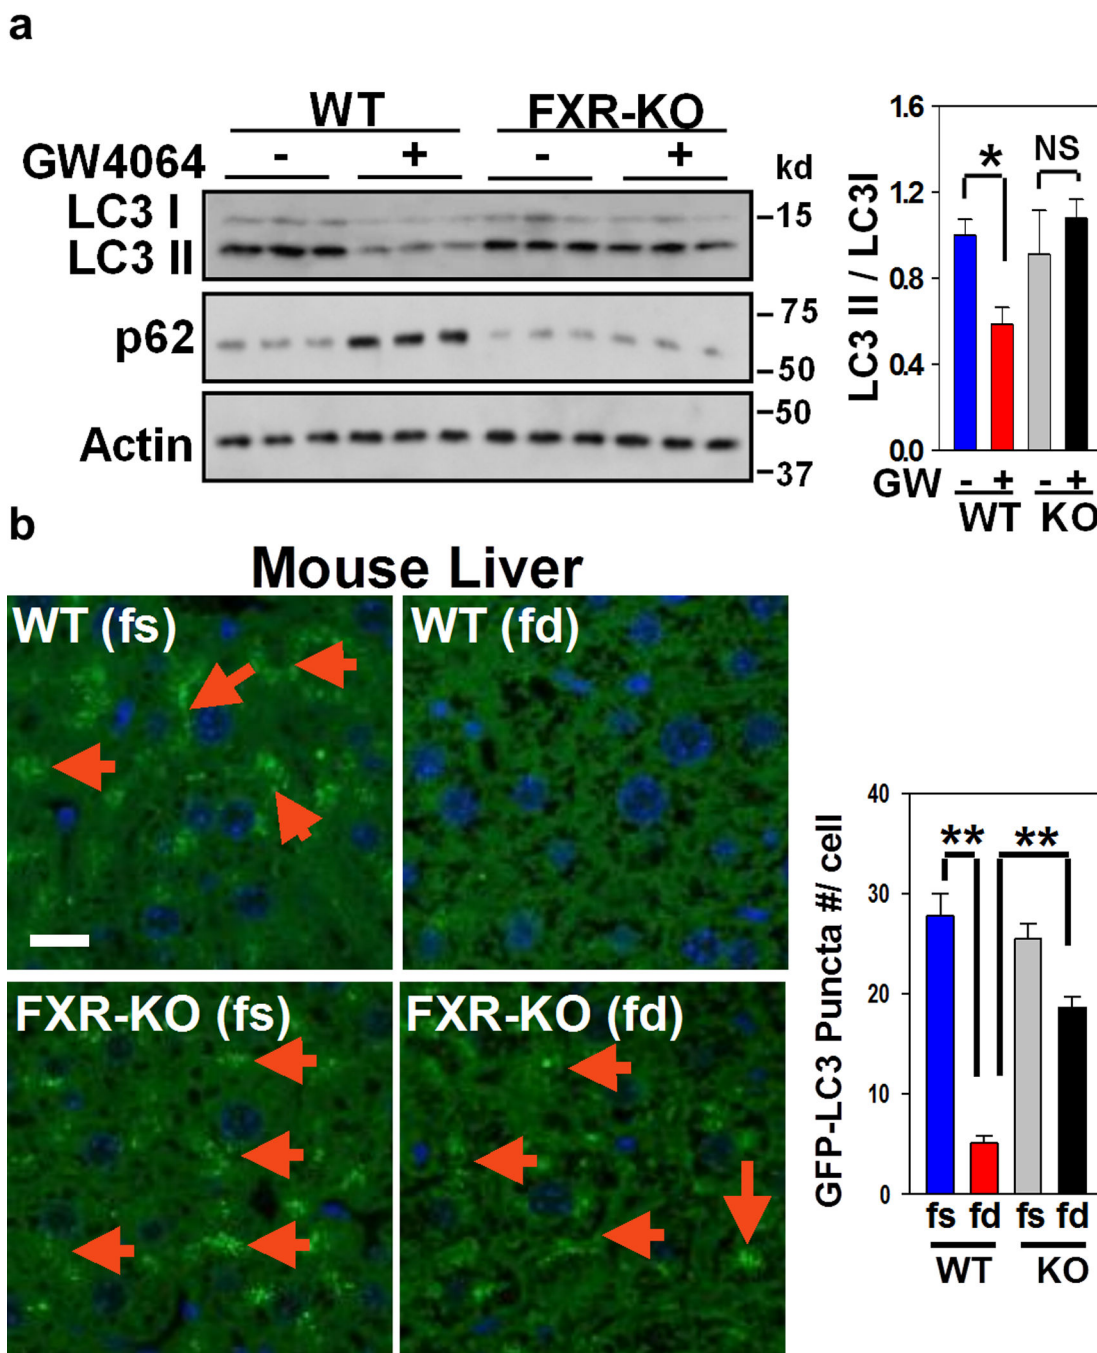 a
WT FXR-KO
GW4064 - + - + kd
LC3 I
LC3 II
-15
p62
-75
-50
Actin
-50
-37
1.6
1.2
0.8
0.4
0.0
LC3 II / LC3I
* NS
GW - + - +
WT KO
b
Mouse Liver
WT (fs) WT (fd)
FXR-KO (fs) FXR-KO (fd)
40
30
20
10
0
GFP-LC3 Puncta #/ cell
** **
fs fd fs fd
WT KO